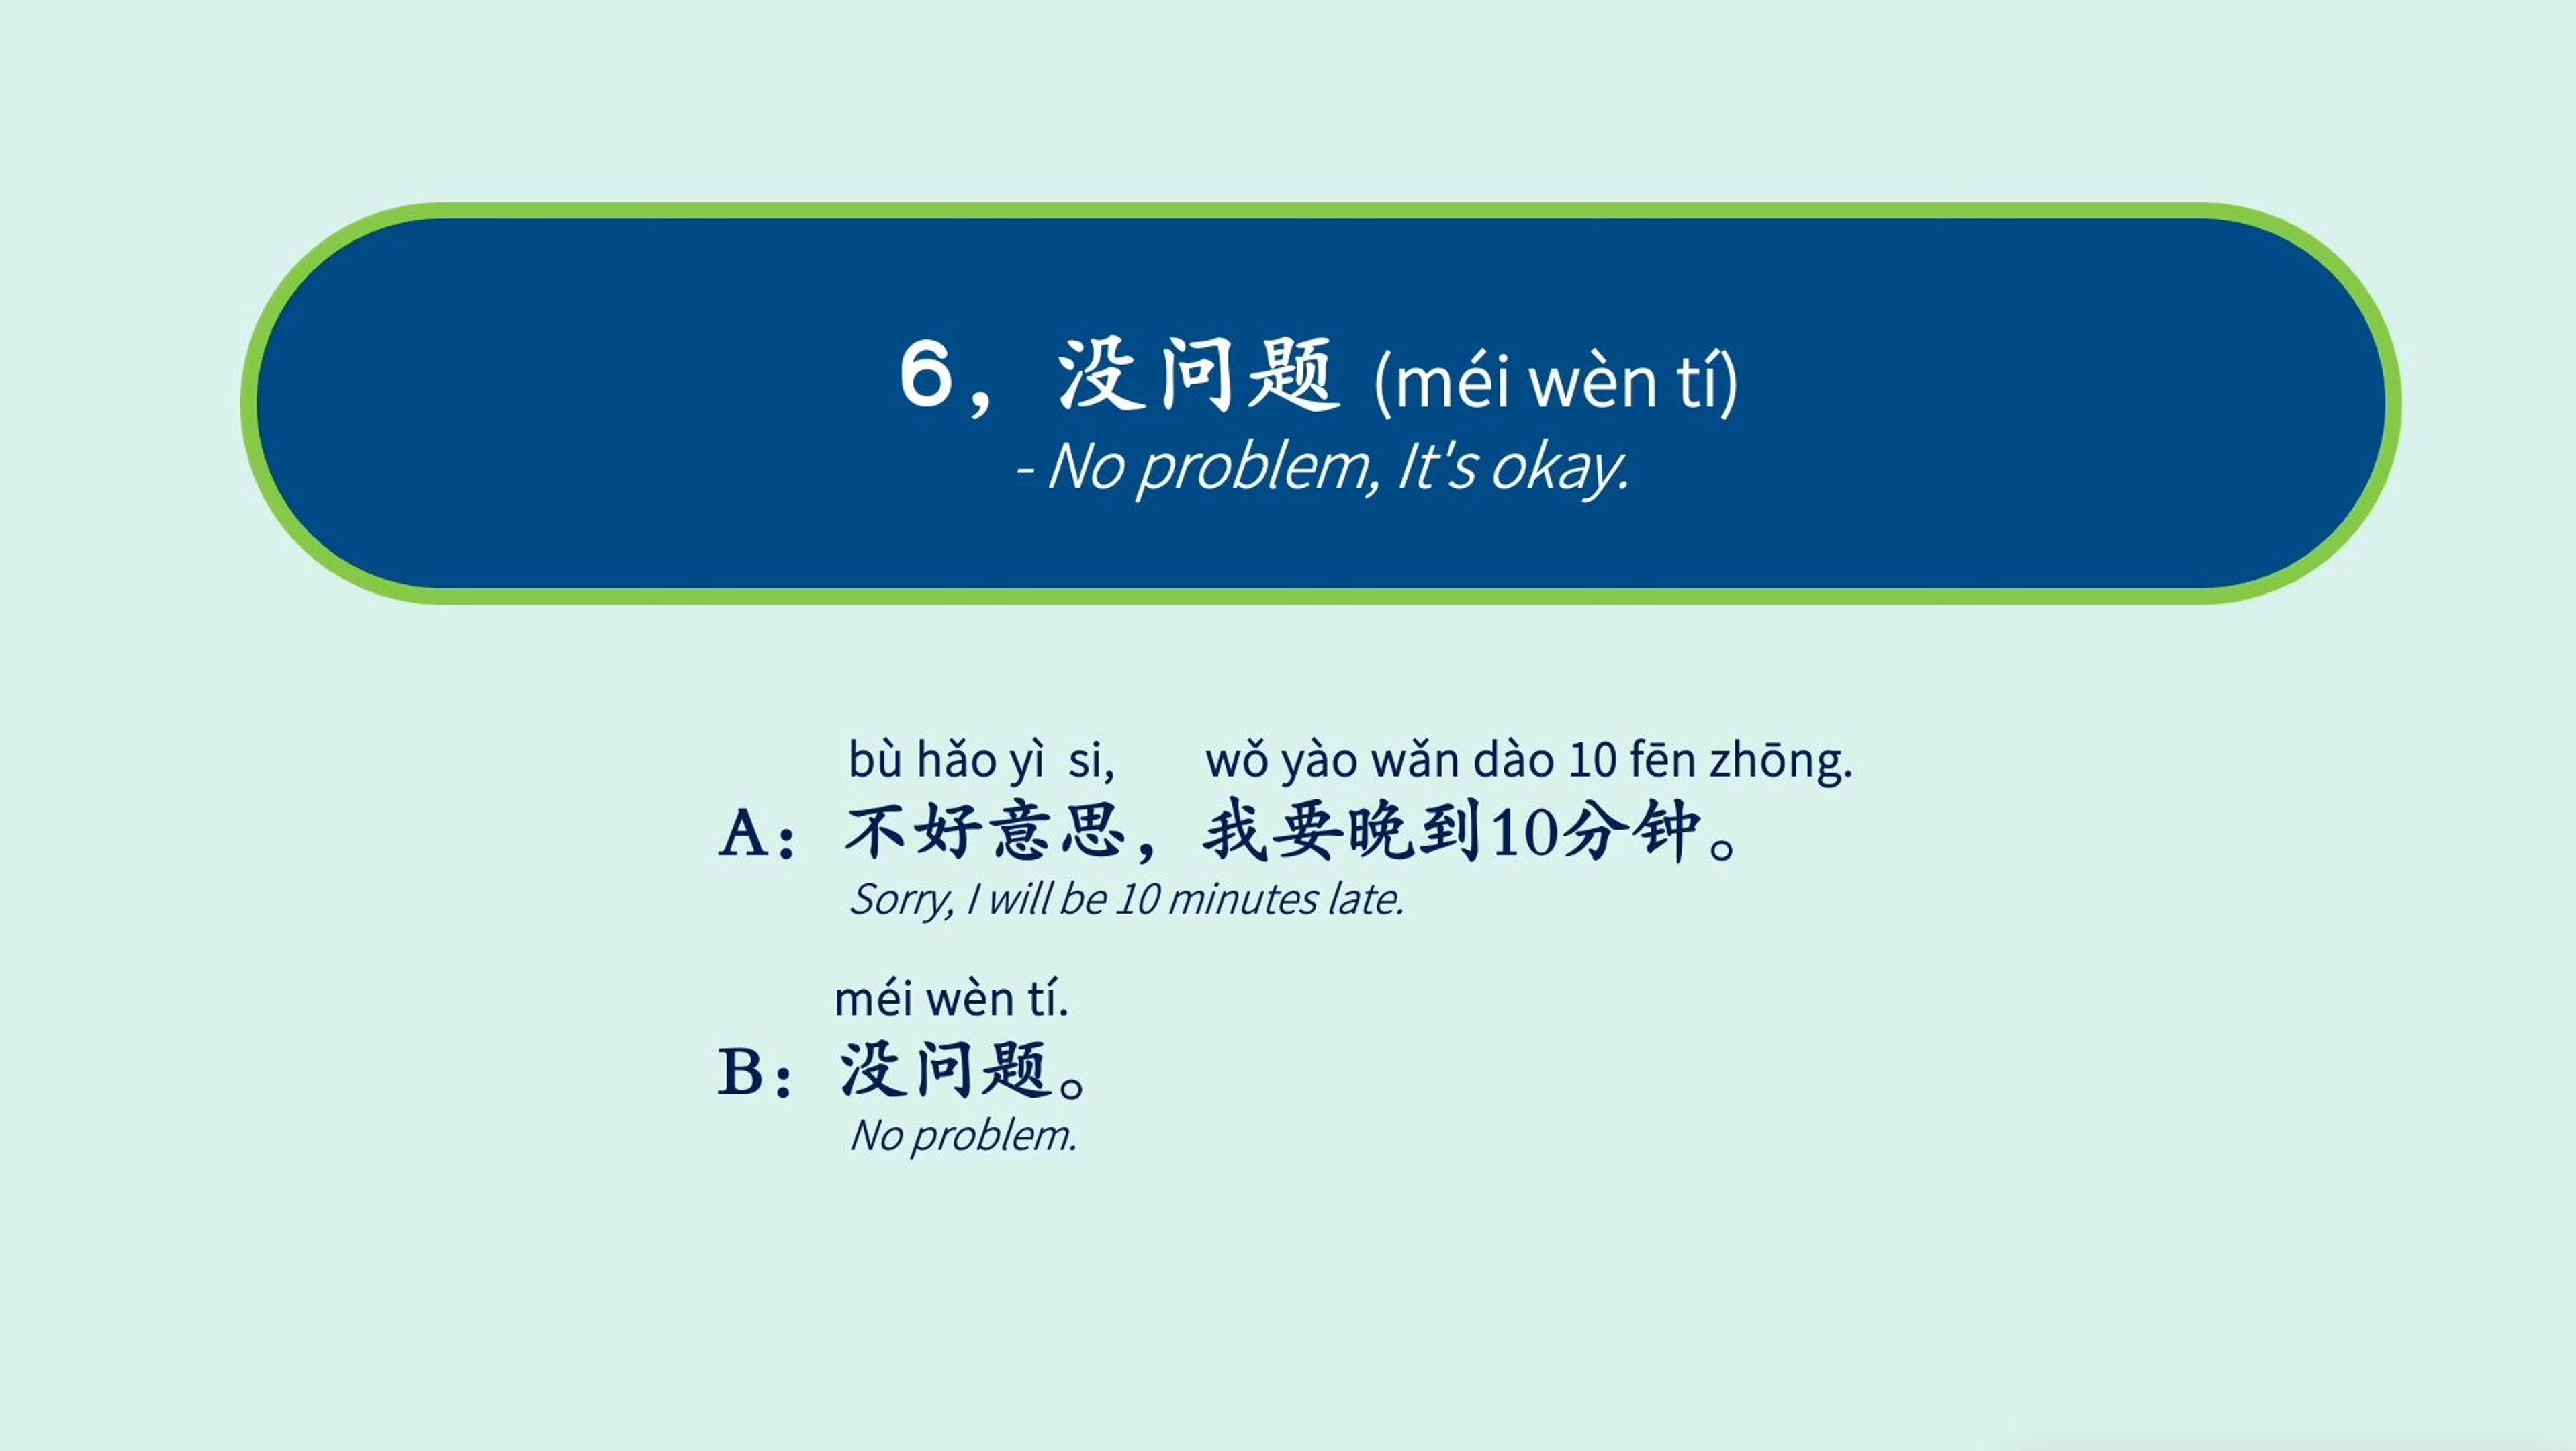 6，没问题 (méi wèn tí)
- No problem, It's okay.
bù hǎo yì si, wǒ yào wǎn dào 10 fēn zhōng.
A：不好意思，我要晚到10分钟。
Sorry, I will be 10 minutes late.
méi wèn tí.
B：没问题。
No problem.